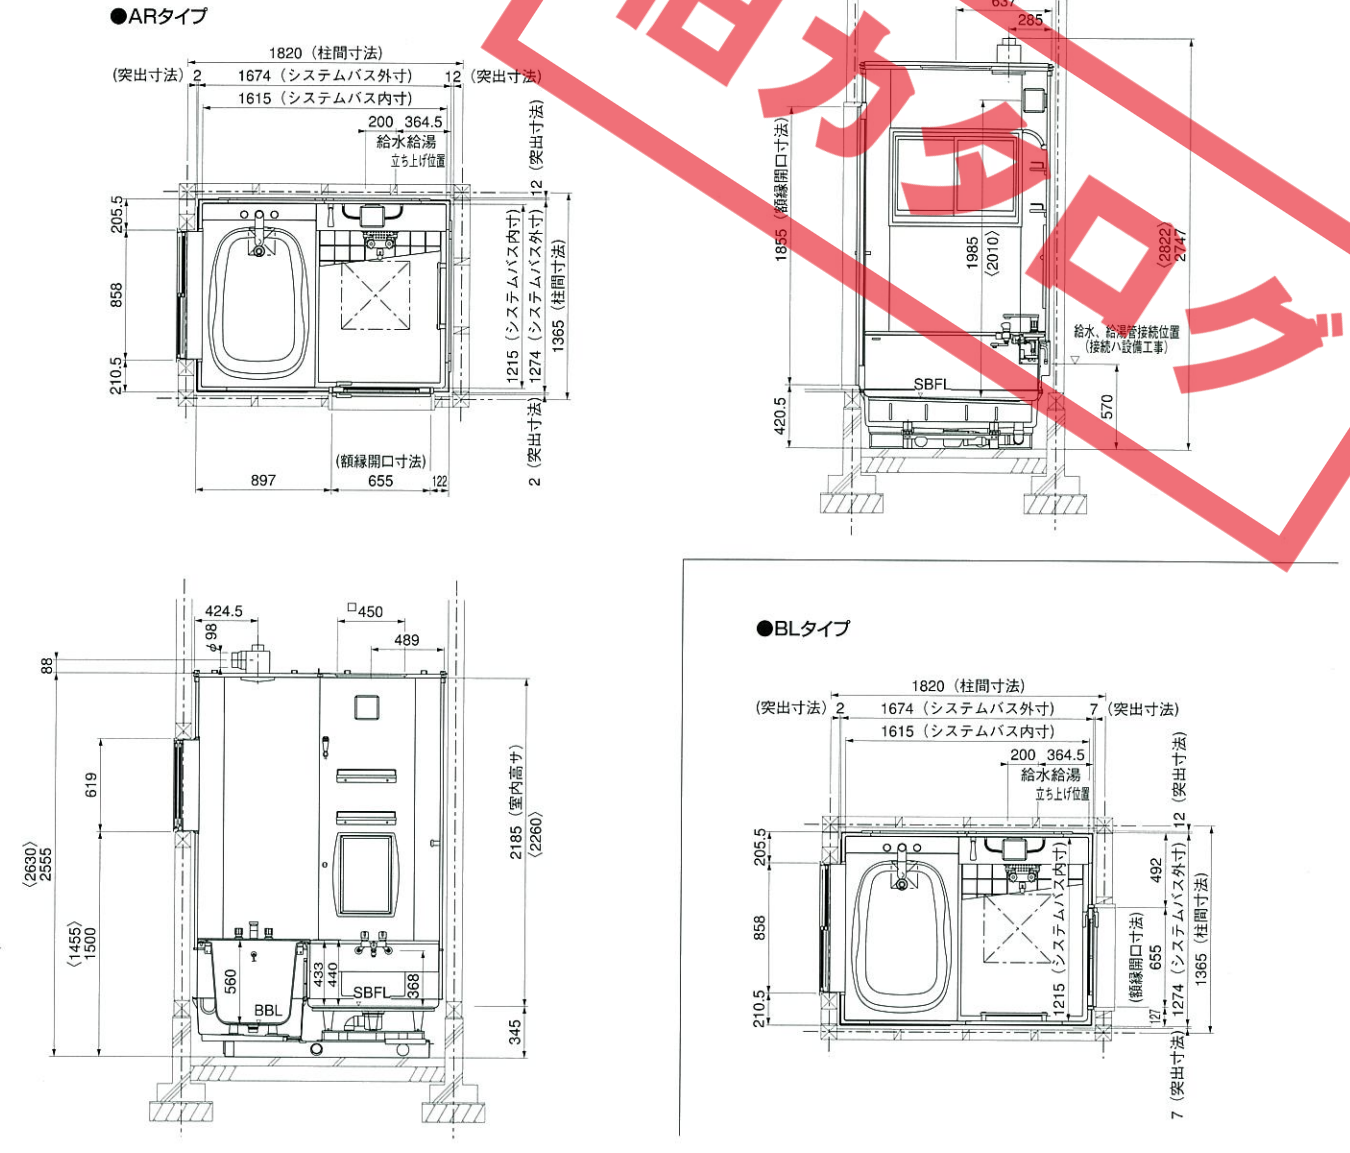 ●ARタイプ
1820（柱間寸法）
(突出寸法) 2 1674（システムバス外寸） 12（突出寸法）
1615（システムバス内寸）
200 364.5
給水給湯
立ち上げ位置
205.5
858
210.5
12（突出寸法）
1215（システムバス内寸）
1274（システムバス外寸）
1365（柱間寸法）
2（突出寸法）
(額縁開口寸法)
897 655 122
旧カタログ
637
285
1855（額縁開口寸法）
420.5
1985
〈2010〉
〈2822〉
2747
給水、給湯管接続位置
（接続ハ設備工事）
SBFL
570
424.5
φ98
□450
489
88
619
〈2630〉
2555
〈1455〉
1500
2185（室内高サ）
〈2260〉
560
433
440
368
BBL
SBFL
345
●BLタイプ
1820（柱間寸法）
(突出寸法) 2 1674（システムバス外寸） 7（突出寸法）
1615（システムバス内寸）
200 364.5
給水給湯
立ち上げ位置
205.5
858
210.5
12（突出寸法）
1215（システムバス内寸）
492
(額縁開口寸法)
655
127
1274（システムバス外寸）
1365（柱間寸法）
7（突出寸法）